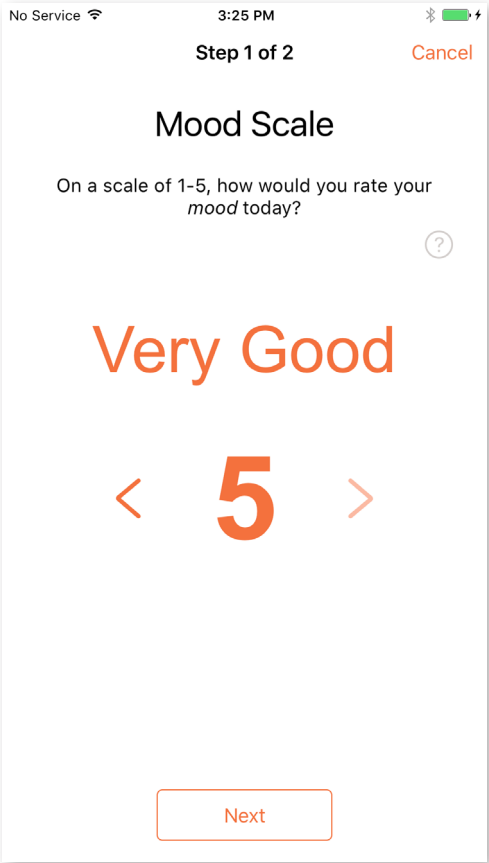 No Service 3:25 PM
Step 1 of 2 Cancel
Mood Scale
On a scale of 1-5, how would you rate your
mood today?
?
Very Good
< 5 >
Next